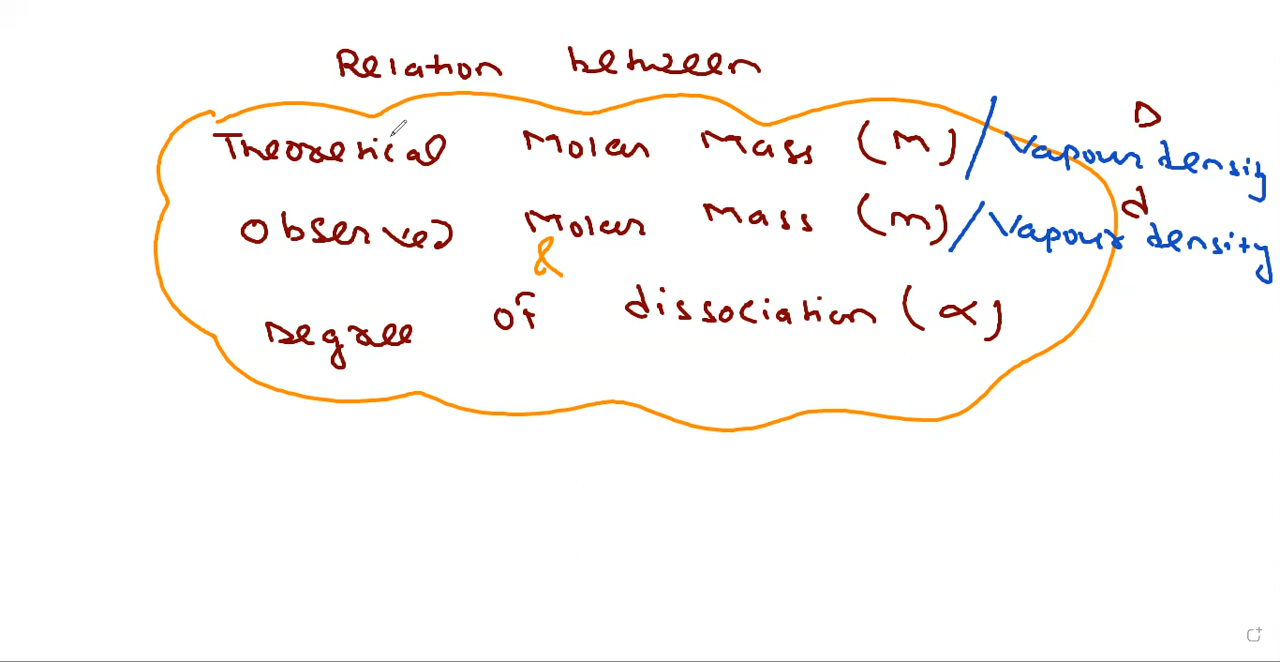 Relation between
Theoretical Molar Mass (M) / Vapour density D
Observed Molar Mass (m) / Vapour density d
&
Degree of dissociation (α)